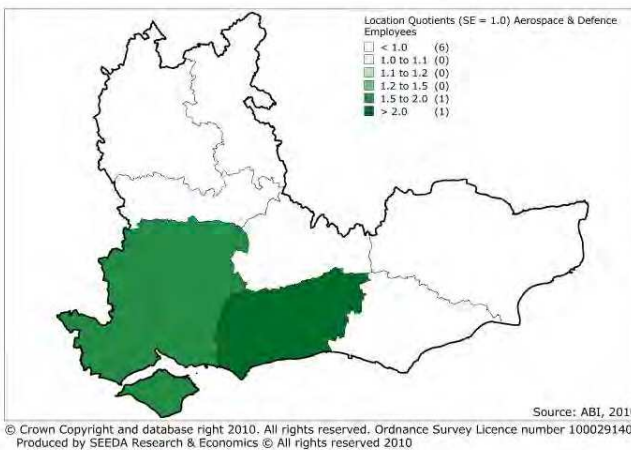 Location Quotients (SE = 1.0) Aerospace & Defence
Employees
< 1.0 (6)
1.0 to 1.1 (0)
1.1 to 1.2 (0)
1.2 to 1.5 (0)
1.5 to 2.0 (1)
> 2.0 (1)
Source: ABI, 2010
© Crown Copyright and database right 2010. All rights reserved. Ordnance Survey Licence number 100029140
Produced by SEEDA Research & Economics © All rights reserved 2010